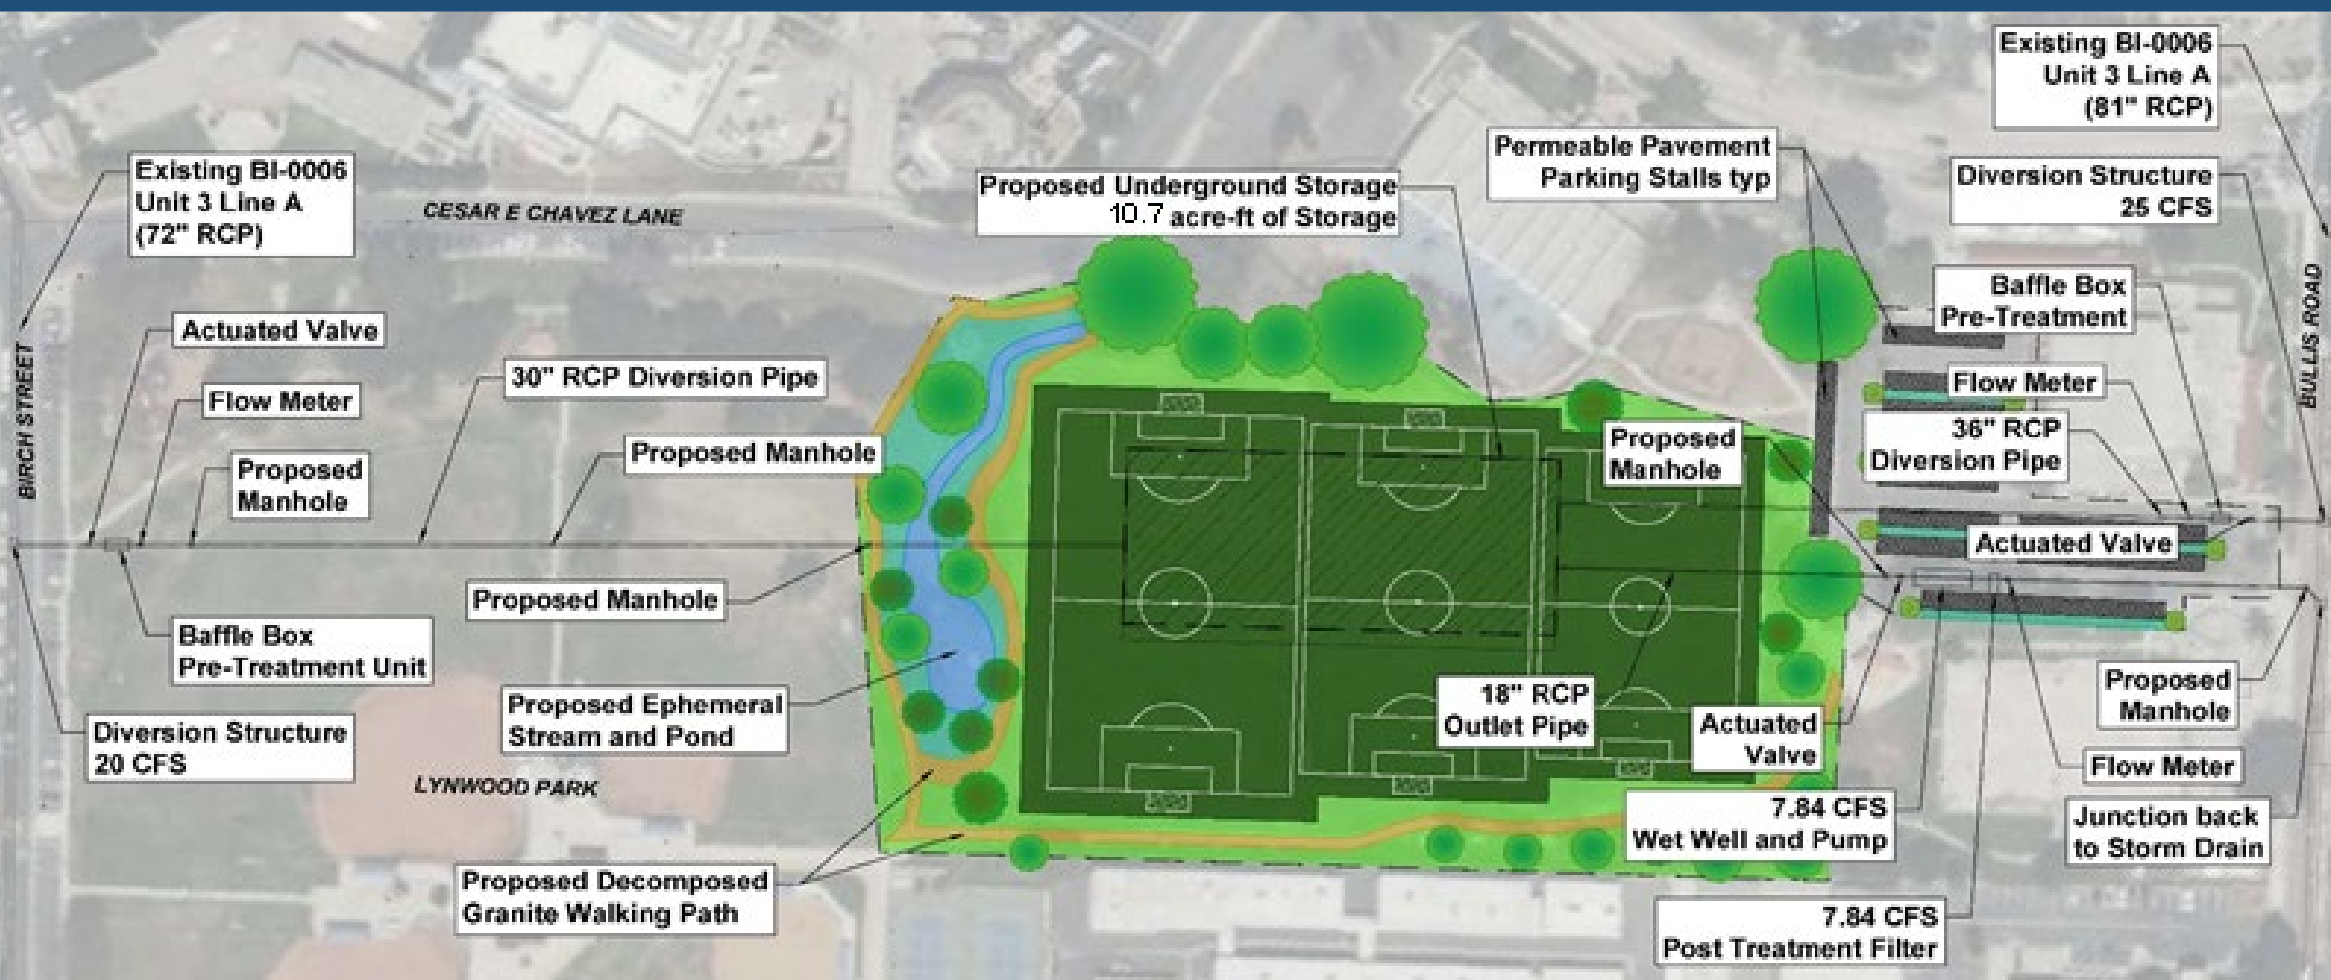 Existing BI-0006
Unit 3 Line A
(81" RCP)
Permeable Pavement
Parking Stalls typ
Existing BI-0006
Unit 3 Line A
(72" RCP)
Diversion Structure
25 CFS
Proposed Underground Storage
10.7 acre-ft of Storage
CESAR E CHAVEZ LANE
Baffle Box
Pre-Treatment
BULLIS ROAD
Actuated Valve
BIRCH STREET
30" RCP Diversion Pipe
Flow Meter
Flow Meter
36" RCP
Diversion Pipe
Proposed
Manhole
Proposed Manhole
Proposed
Manhole
Actuated Valve
Proposed Manhole
Baffle Box
Pre-Treatment Unit
Proposed Ephemeral
Stream and Pond
18" RCP
Outlet Pipe
Actuated
Valve
Proposed
Manhole
Diversion Structure
20 CFS
Flow Meter
LYNWOOD PARK
7.84 CFS
Wet Well and Pump
Junction back
to Storm Drain
Proposed Decomposed
Granite Walking Path
7.84 CFS
Post Treatment Filter